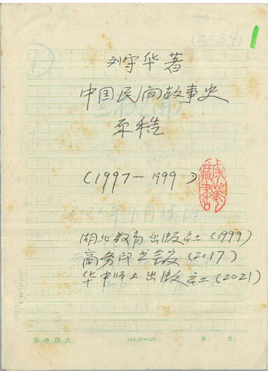 刘守华 著
中国民间故事史
手稿
(1997-1999)
湖北教育出版社(1999)
商务印书馆(2017)
华中师大出版社(2021)
华中师大